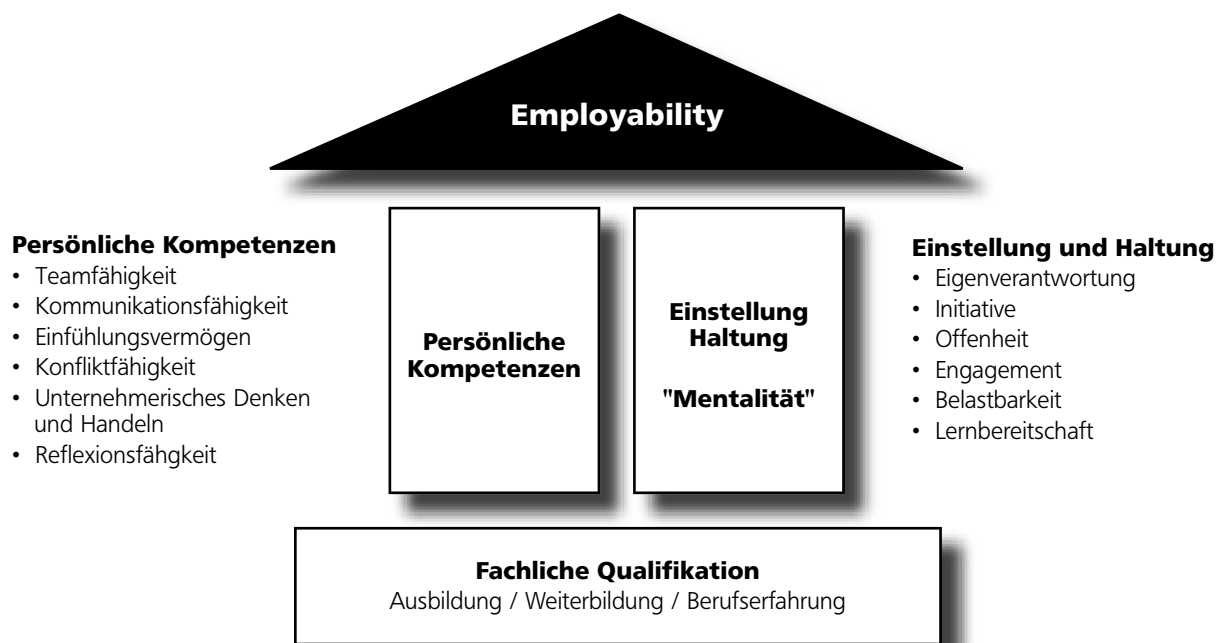 Employability
Persönliche Kompetenzen
• Teamfähigkeit
• Kommunikationsfähigkeit
• Einfühlungsvermögen
• Konfliktfähigkeit
• Unternehmerisches Denken
und Handeln
• Reflexionsfähgkeit
Persönliche
Kompetenzen
Einstellung
Haltung
"Mentalität"
Einstellung und Haltung
• Eigenverantwortung
• Initiative
• Offenheit
• Engagement
• Belastbarkeit
• Lernbereitschaft
Fachliche Qualifikation
Ausbildung / Weiterbildung / Berufserfahrung